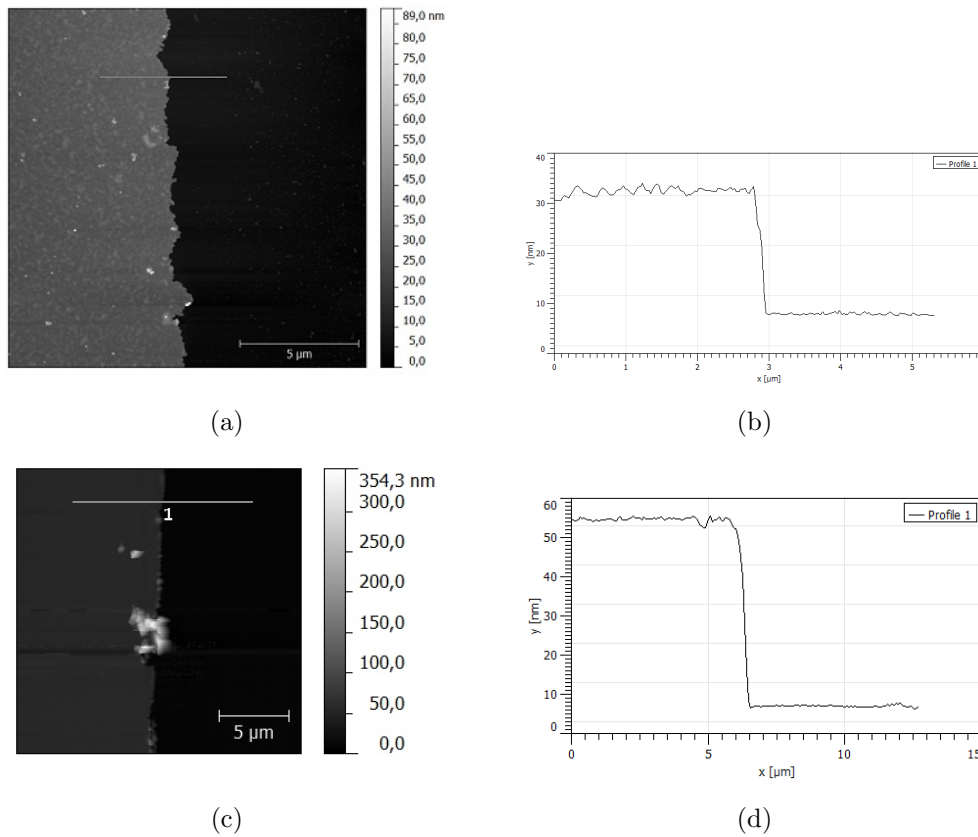 89,0 nm
80,0
70,0
65,0
60,0
55,0
50,0
45,0
40,0
35,0
30,0
25,0
20,0
15,0
10,0
5,0
0,0
1
5 µm
(a)
40
30
20
10
0
y [nm]
Profile 1
0 1 2 3 4 5
x [µm]
(b)
354,3 nm
300,0
250,0
200,0
150,0
100,0
50,0
0,0
1
5 µm
(c)
60
50
40
30
20
10
0
y [nm]
Profile 1
0 5 10 15
x [µm]
(d)